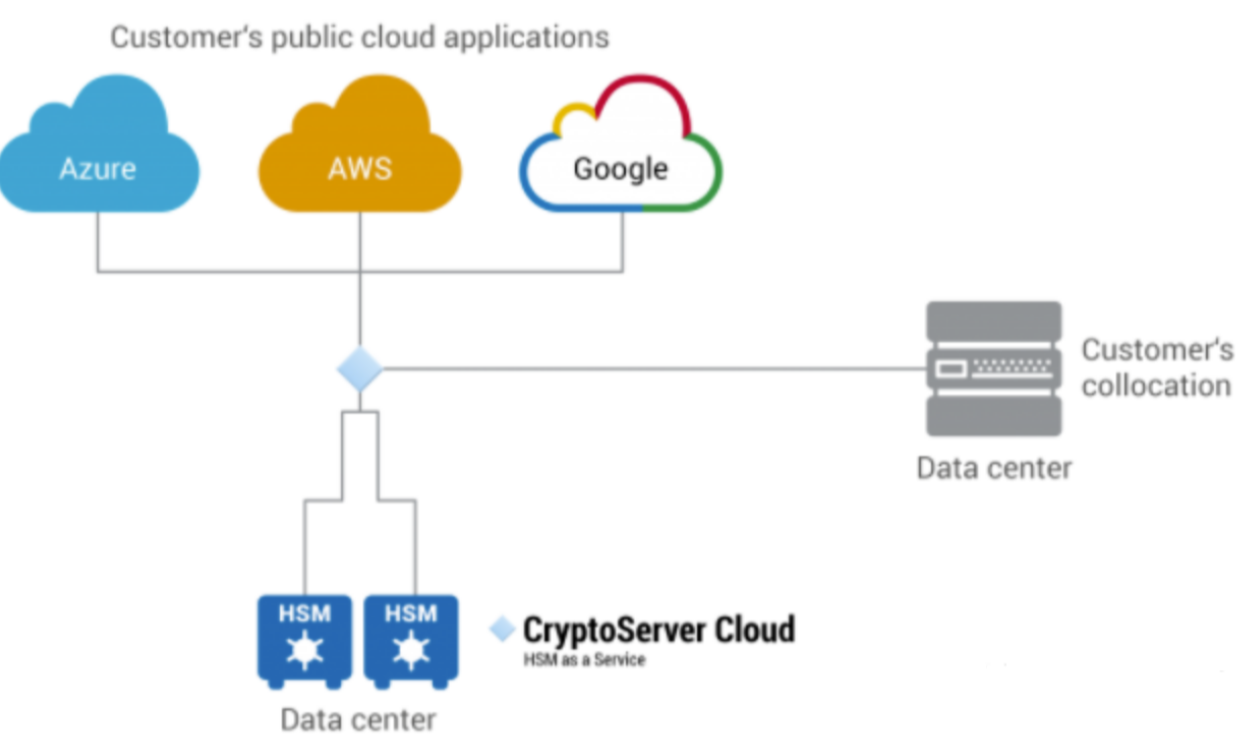 Customer‘s public cloud applications
Azure
AWS
Google
Customer‘s
collocation
Data center
HSM
HSM
CryptoServer Cloud
HSM as a Service
Data center